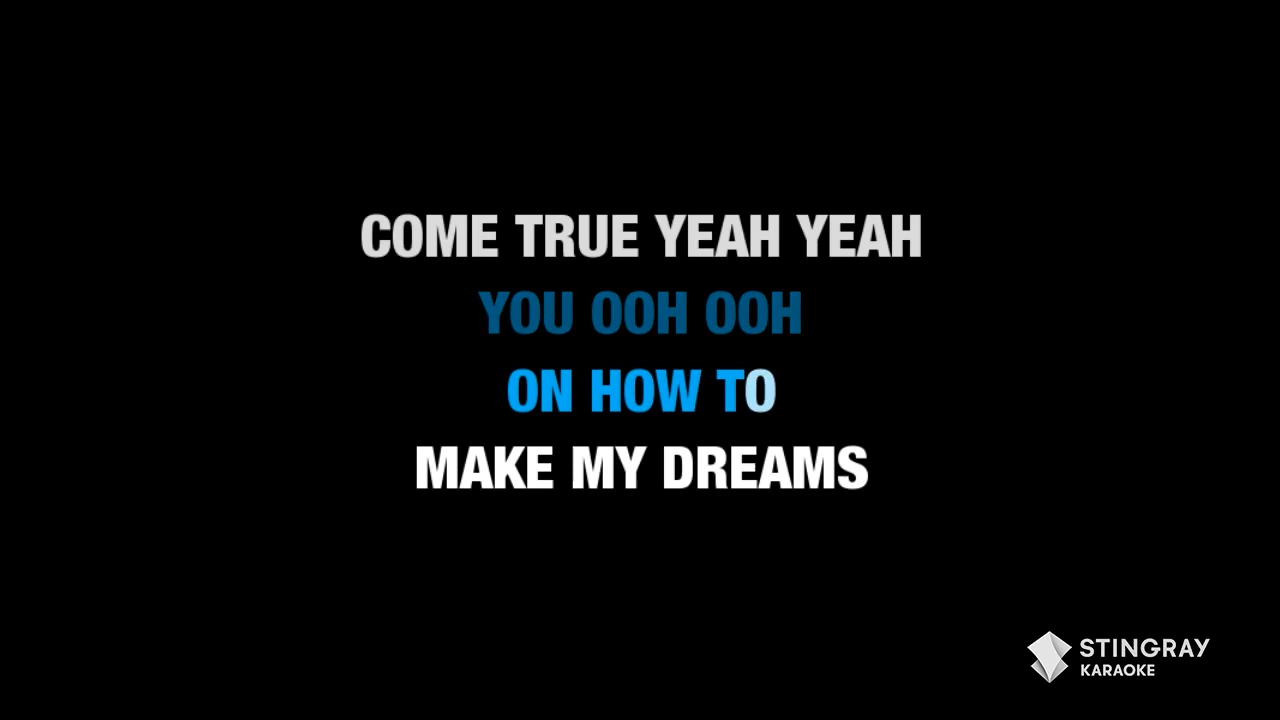 COME TRUE YEAH YEAH
YOU OOH OOH
ON HOW TO
MAKE MY DREAMS
STINGRAY
KARAOKE